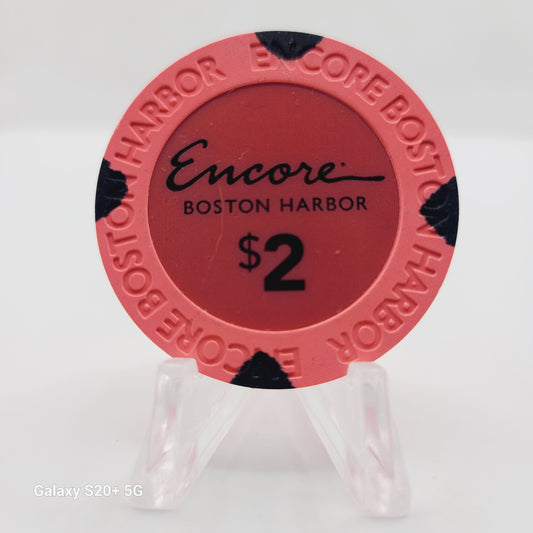 Encore
BOSTON HARBOR
$2
ENCORE BOSTON HARBOR
ENCORE BOSTON HARBOR
Galaxy S20+ 5G